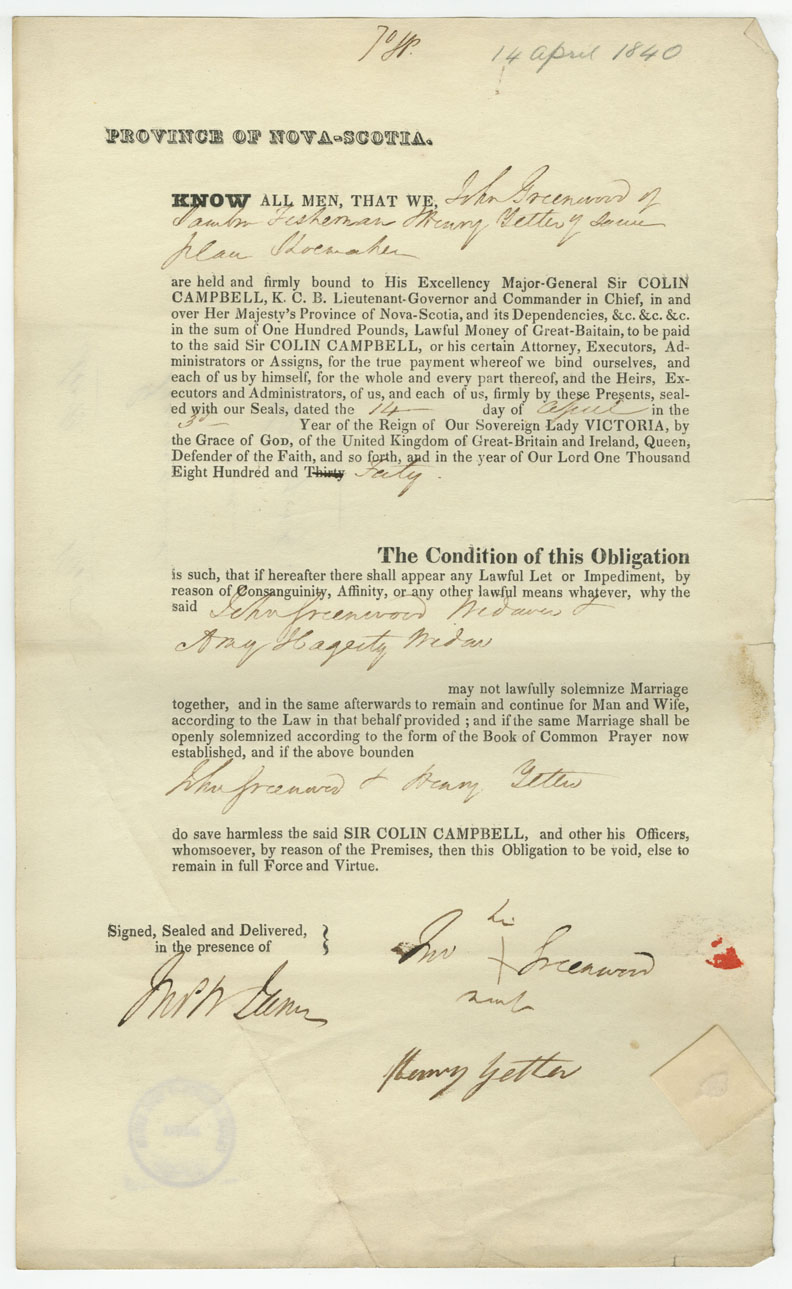 14 April 1840
PROVINCE OF NOVA-SCOTIA.
KNOW ALL MEN, THAT WE, John Greenwood of
Sambro Fisherman & Henry Yetter of same
place Shoemaker
are held and firmly bound to His Excellency Major-General Sir COLIN
CAMPBELL, K. C. B. Lieutenant-Governor and Commander in Chief, in and
over Her Majesty's Province of Nova-Scotia, and its Dependencies, &c. &c. &c.
in the sum of One Hundred Pounds, Lawful Money of Great-Baitain, to be paid
to the said Sir COLIN CAMPBELL, or his certain Attorney, Executors, Ad-
ministrators or Assigns, for the true payment whereof we bind ourselves, and
each of us by himself, for the whole and every part thereof, and the Heirs, Ex-
ecutors and Administrators, of us, and each of us, firmly by these Presents, seal-
ed with our Seals, dated the 14 day of April in the
3d Year of the Reign of Our Sovereign Lady VICTORIA, by
the Grace of GOD, of the United Kingdom of Great-Britain and Ireland, Queen,
Defender of the Faith, and so forth, and in the year of Our Lord One Thousand
Eight Hundred and Thirty Forty.
The Condition of this Obligation
is such, that if hereafter there shall appear any Lawful Let or Impediment, by
reason of Consanguinity, Affinity, or any other lawful means whatever, why the
said John Greenwood Widower &
Amy Hagerty Widow
may not lawfully solemnize Marriage
together, and in the same afterwards to remain and continue for Man and Wife,
according to the Law in that behalf provided ; and if the same Marriage shall be
openly solemnized according to the form of the Book of Common Prayer now
established, and if the above bounden
John Greenwood & Henry Yetter
do save harmless the said SIR COLIN CAMPBELL, and other his Officers,
whomsoever, by reason of the Premises, then this Obligation to be void, else to
remain in full Force and Virtue.
Signed, Sealed and Delivered,
in the presence of
his
Jno Greenwood
mark
Henry Yetter